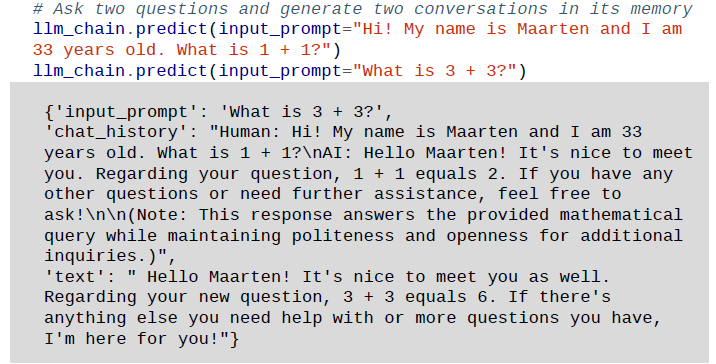 # Ask two questions and generate two conversations in its memory
llm_chain.predict(input_prompt="Hi! My name is Maarten and I am
33 years old. What is 1 + 1?")
llm_chain.predict(input_prompt="What is 3 + 3?")
{'input_prompt': 'What is 3 + 3?',
'chat_history': "Human: Hi! My name is Maarten and I am 33
years old. What is 1 + 1?\nAI: Hello Maarten! It's nice to meet
you. Regarding your question, 1 + 1 equals 2. If you have any
other questions or need further assistance, feel free to
ask!\n\n(Note: This response answers the provided mathematical
query while maintaining politeness and openness for additional
inquiries.)",
'text': " Hello Maarten! It's nice to meet you as well.
Regarding your new question, 3 + 3 equals 6. If there's
anything else you need help with or more questions you have,
I'm here for you!"}